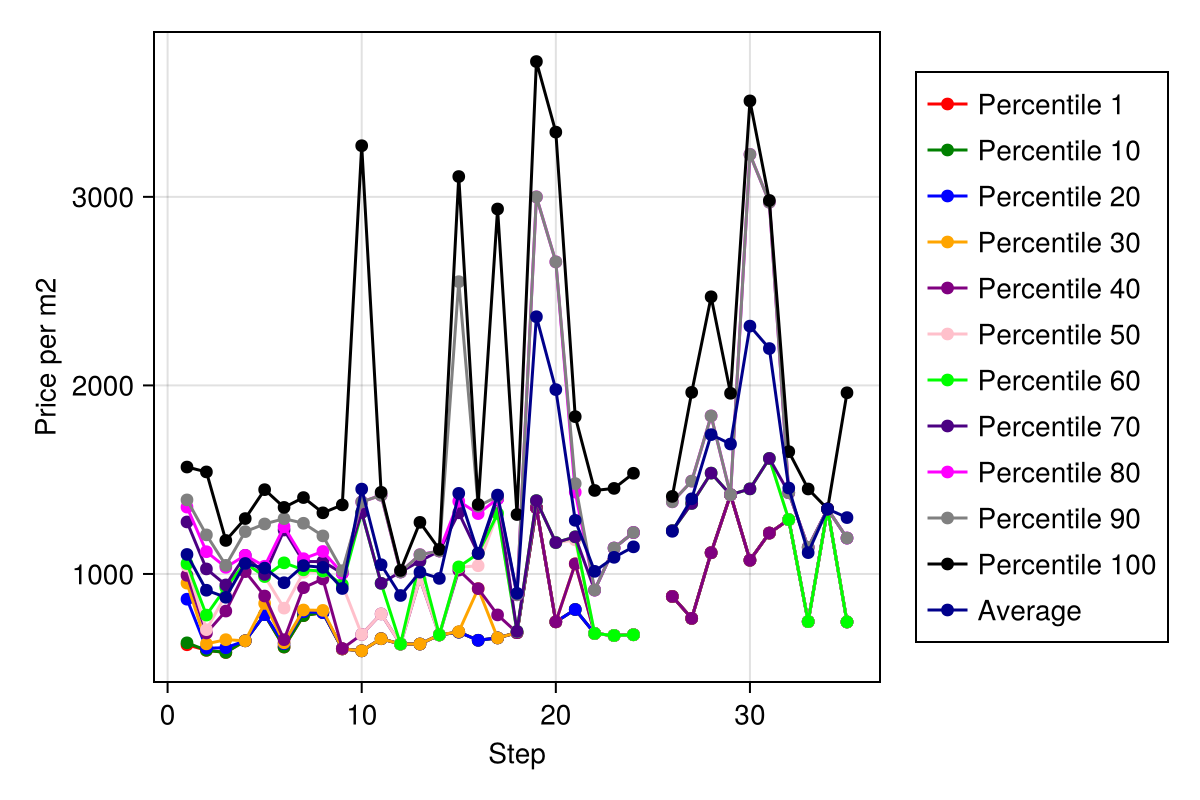 Price per m2
3000
2000
1000
0
10
20
30
Step
Percentile 1
Percentile 10
Percentile 20
Percentile 30
Percentile 40
Percentile 50
Percentile 60
Percentile 70
Percentile 80
Percentile 90
Percentile 100
Average